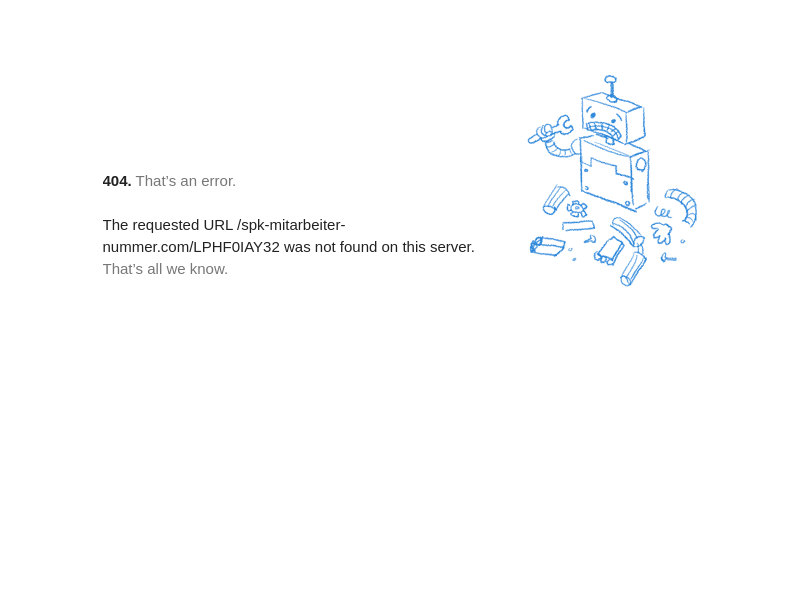 404. That’s an error.
The requested URL /spk-mitarbeiter-
nummer.com/LPHF0IAY32 was not found on this server.
That’s all we know.